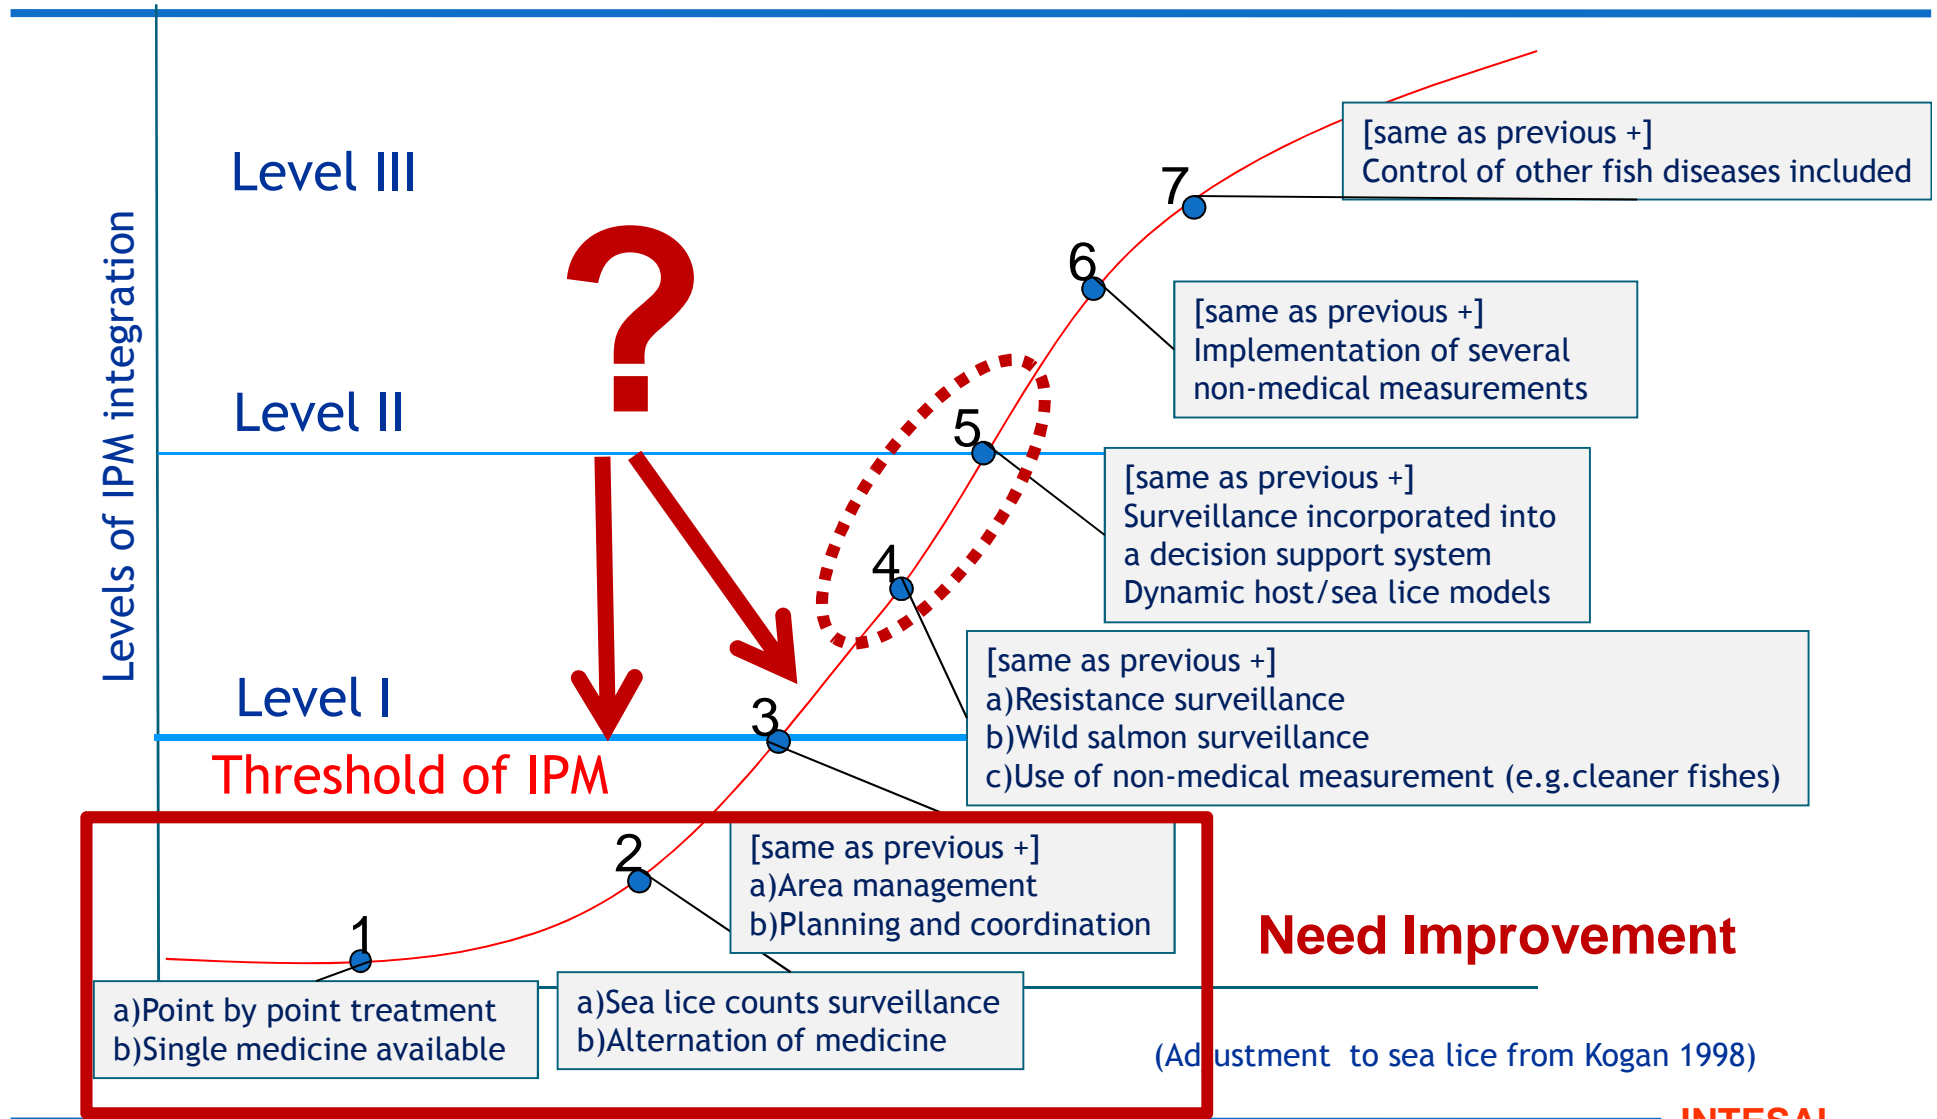 Levels of IPM integration
Level III
Level II
Level I
Threshold of IPM
?
7
[same as previous +]
Control of other fish diseases included
6
[same as previous +]
Implementation of several
non-medical measurements
5
[same as previous +]
Surveillance incorporated into
a decision support system
Dynamic host/sea lice models
4
[same as previous +]
a)Resistance surveillance
b)Wild salmon surveillance
c)Use of non-medical measurement (e.g.cleaner fishes)
3
[same as previous +]
a)Area management
b)Planning and coordination
2
a)Sea lice counts surveillance
b)Alternation of medicine
1
a)Point by point treatment
b)Single medicine available
Need Improvement
(Adjustment to sea lice from Kogan 1998)